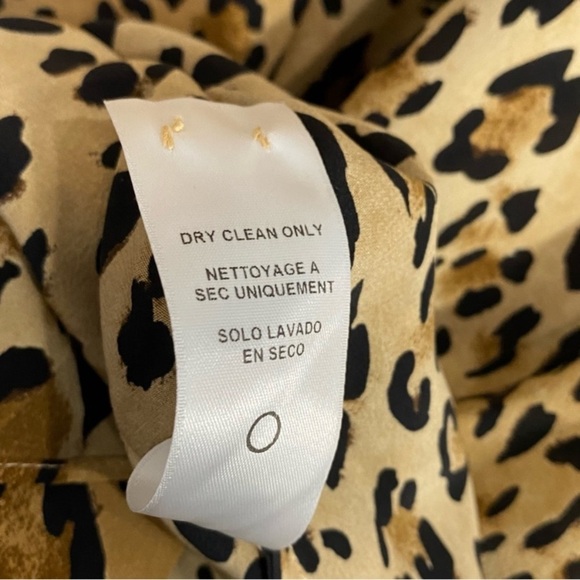 DRY CLEAN ONLY
NETTOYAGE A
SEC UNIQUEMENT
SOLO LAVADO
EN SECO